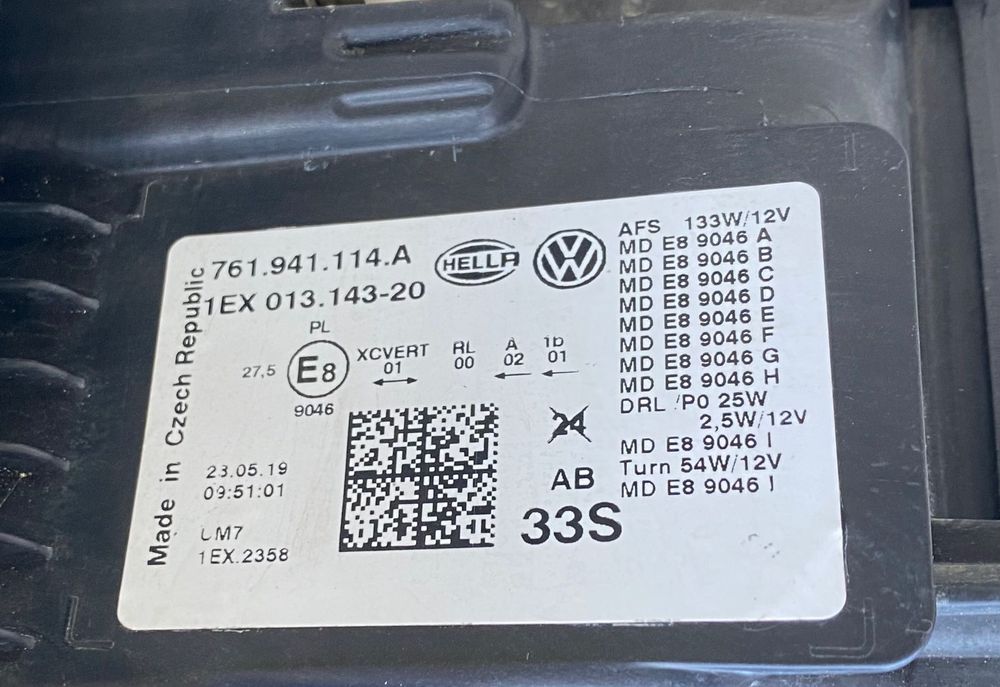 Made in Czech Republic
761.941.114.A
1EX 013.143-20
HELLA
VW
PL
27,5
E8
9046
XCVERT
01
RL
00
A
02
1b
01
24
AB
33S
23.05.19
09:51:01
LM7
1EX.2358
AFS 133W/12V
MD E8 9046 A
MD E8 9046 B
MD E8 9046 C
MD E8 9046 D
MD E8 9046 E
MD E8 9046 F
MD E8 9046 G
MD E8 9046 H
DRL /P0 25W
2,5W/12V
MD E8 9046 I
Turn 54W/12V
MD E8 9046 I